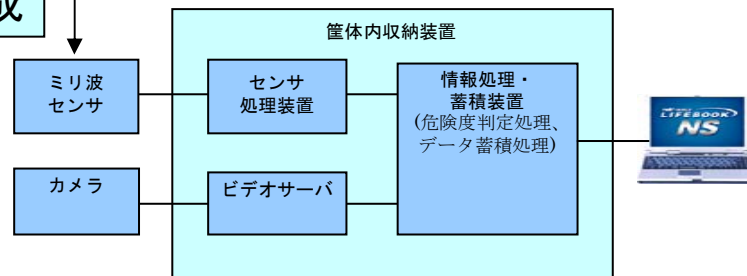 成
筐体内収納装置
ミリ波
センサ
センサ
処理装置
情報処理・
蓄積装置
(危険度判定処理、
データ蓄積処理)
カメラ
ビデオサーバ
LIFEBOOK
NS